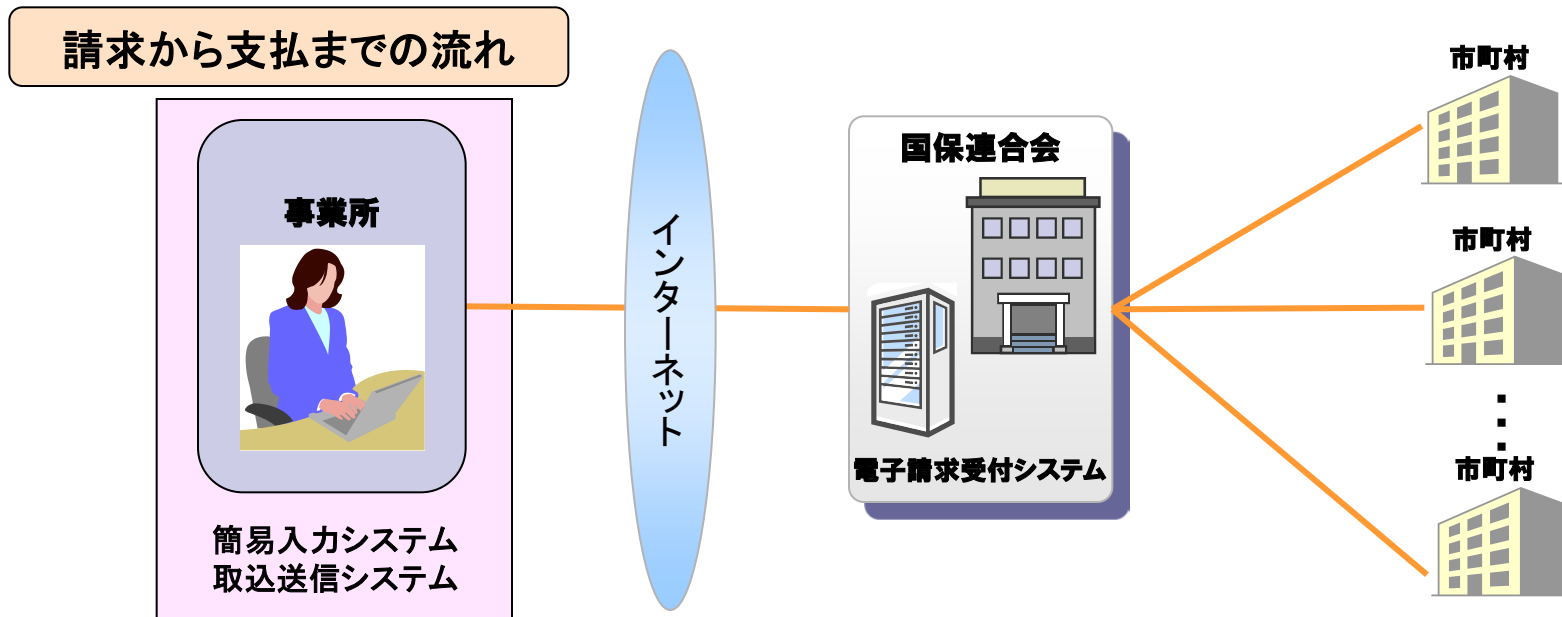 請求から支払までの流れ
事業所
簡易入力システム
取込送信システム
インターネット
国保連合会
電子請求受付システム
市町村
市町村
市町村